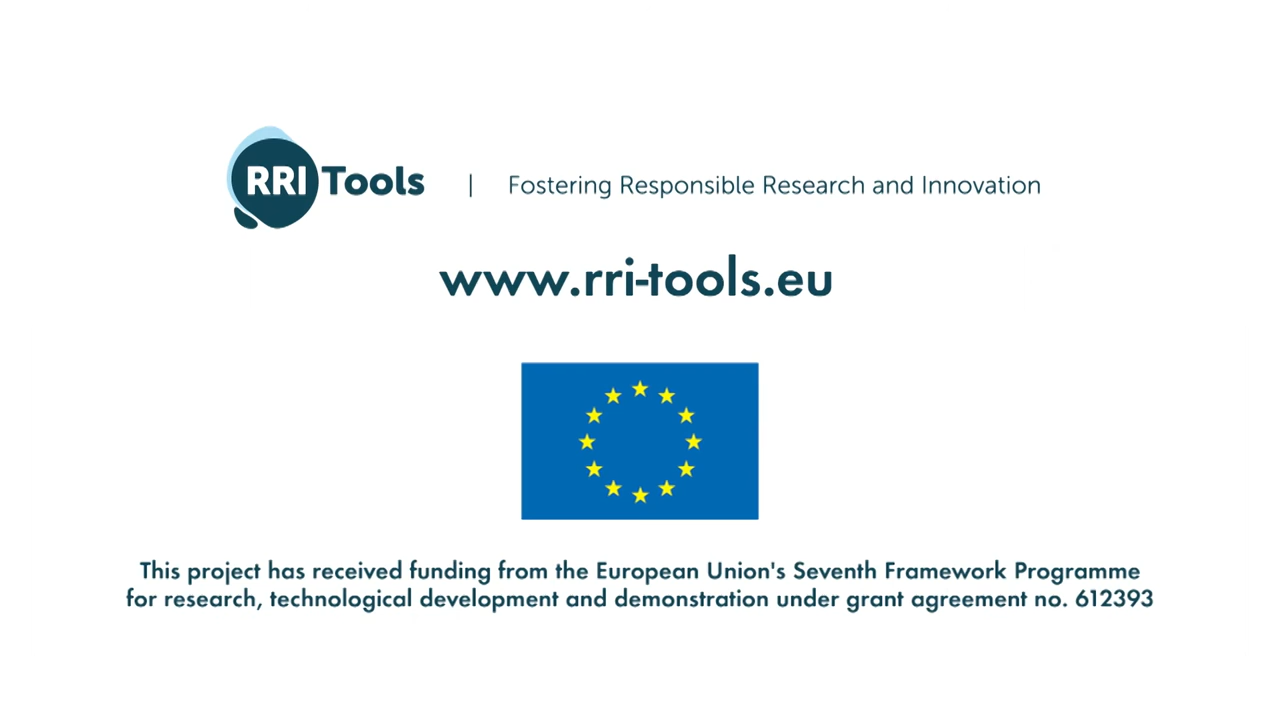 RRI Tools | Fostering Responsible Research and Innovation
www.rri-tools.eu
This project has received funding from the European Union's Seventh Framework Programme
for research, technological development and demonstration under grant agreement no. 612393